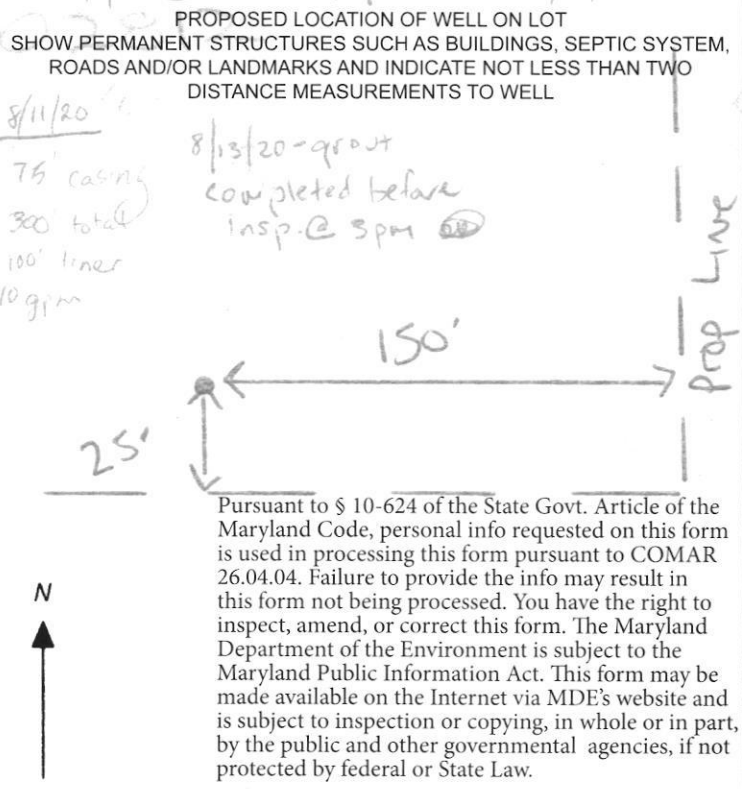 PROPOSED LOCATION OF WELL ON LOT
SHOW PERMANENT STRUCTURES SUCH AS BUILDINGS, SEPTIC SYSTEM,
ROADS AND/OR LANDMARKS AND INDICATE NOT LESS THAN TWO
DISTANCE MEASUREMENTS TO WELL
8/11/20
75' casing
300' total
100' liner
10 gpm
8/13/20-grout
completed before
insp. @ 3pm
Prop Line
150'
25'
N
Pursuant to § 10-624 of the State Govt. Article of the
Maryland Code, personal info requested on this form
is used in processing this form pursuant to COMAR
26.04.04. Failure to provide the info may result in
this form not being processed. You have the right to
inspect, amend, or correct this form. The Maryland
Department of the Environment is subject to the
Maryland Public Information Act. This form may be
made available on the Internet via MDE's website and
is subject to inspection or copying, in whole or in part,
by the public and other governmental agencies, if not
protected by federal or State Law.